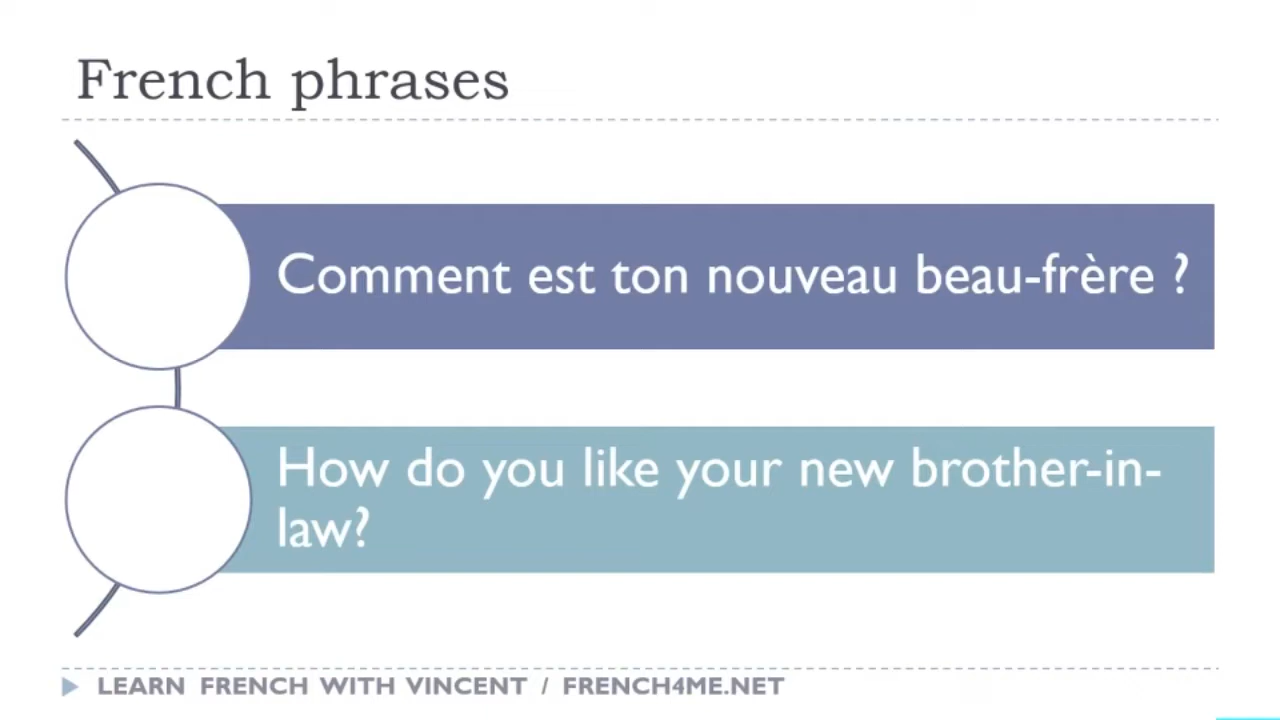 French phrases
Comment est ton nouveau beau-frère ?
How do you like your new brother-in-
law?
LEARN FRENCH WITH VINCENT / FRENCH4ME.NET